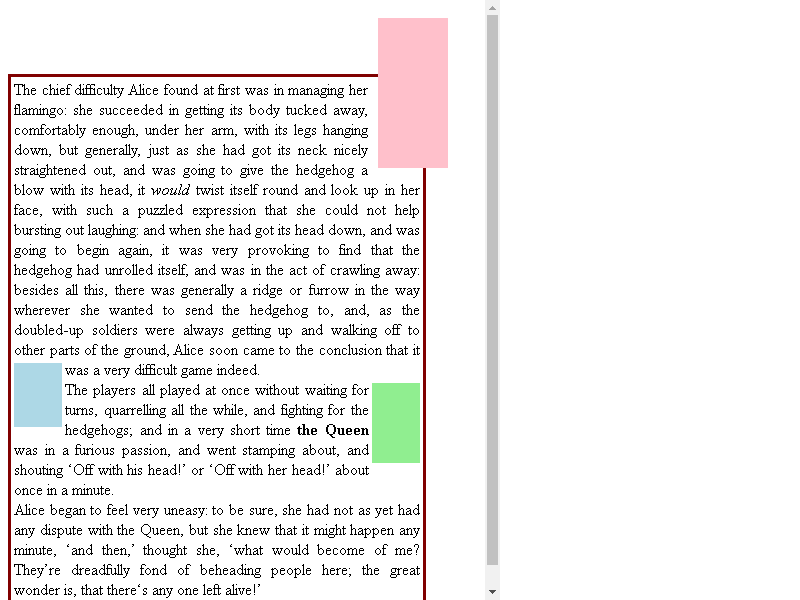 The chief difficulty Alice found at first was in managing her
flamingo: she succeeded in getting its body tucked away,
comfortably enough, under her arm, with its legs hanging
down, but generally, just as she had got its neck nicely
straightened out, and was going to give the hedgehog a
blow with its head, it would twist itself round and look up in her
face, with such a puzzled expression that she could not help
bursting out laughing: and when she had got its head down, and was
going to begin again, it was very provoking to find that the
hedgehog had unrolled itself, and was in the act of crawling away:
besides all this, there was generally a ridge or furrow in the way
wherever she wanted to send the hedgehog to, and, as the
doubled-up soldiers were always getting up and walking off to
other parts of the ground, Alice soon came to the conclusion that it
was a very difficult game indeed.
The players all played at once without waiting for
turns, quarrelling all the while, and fighting for the
hedgehogs; and in a very short time the Queen
was in a furious passion, and went stamping about, and
shouting ‘Off with his head!’ or ‘Off with her head!’ about
once in a minute.
Alice began to feel very uneasy: to be sure, she had not as yet had
any dispute with the Queen, but she knew that it might happen any
minute, ‘and then,’ thought she, ‘what would become of me?
They’re dreadfully fond of beheading people here; the great
wonder is, that there‘s any one left alive!’